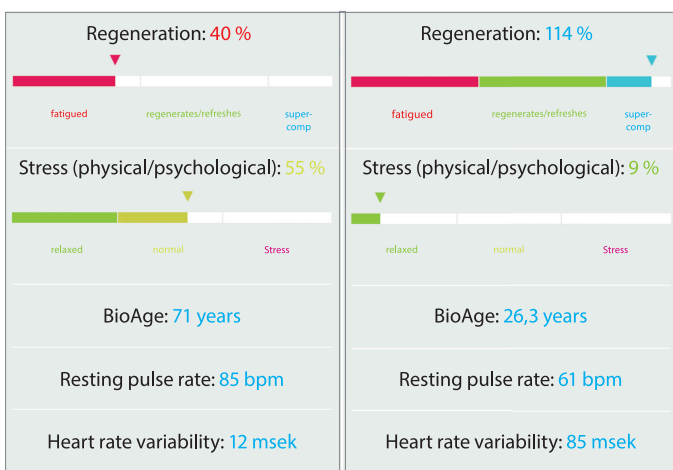 Regeneration: 40 %
fatigued
regenerates/refreshes
super-
comp
Stress (physical/psychological): 55 %
relaxed
normal
Stress
BioAge: 71 years
Resting pulse rate: 85 bpm
Heart rate variability: 12 msek
Regeneration: 114 %
fatigued
regenerates/refreshes
super-
comp
Stress (physical/psychological): 9 %
relaxed
normal
Stress
BioAge: 26,3 years
Resting pulse rate: 61 bpm
Heart rate variability: 85 msek